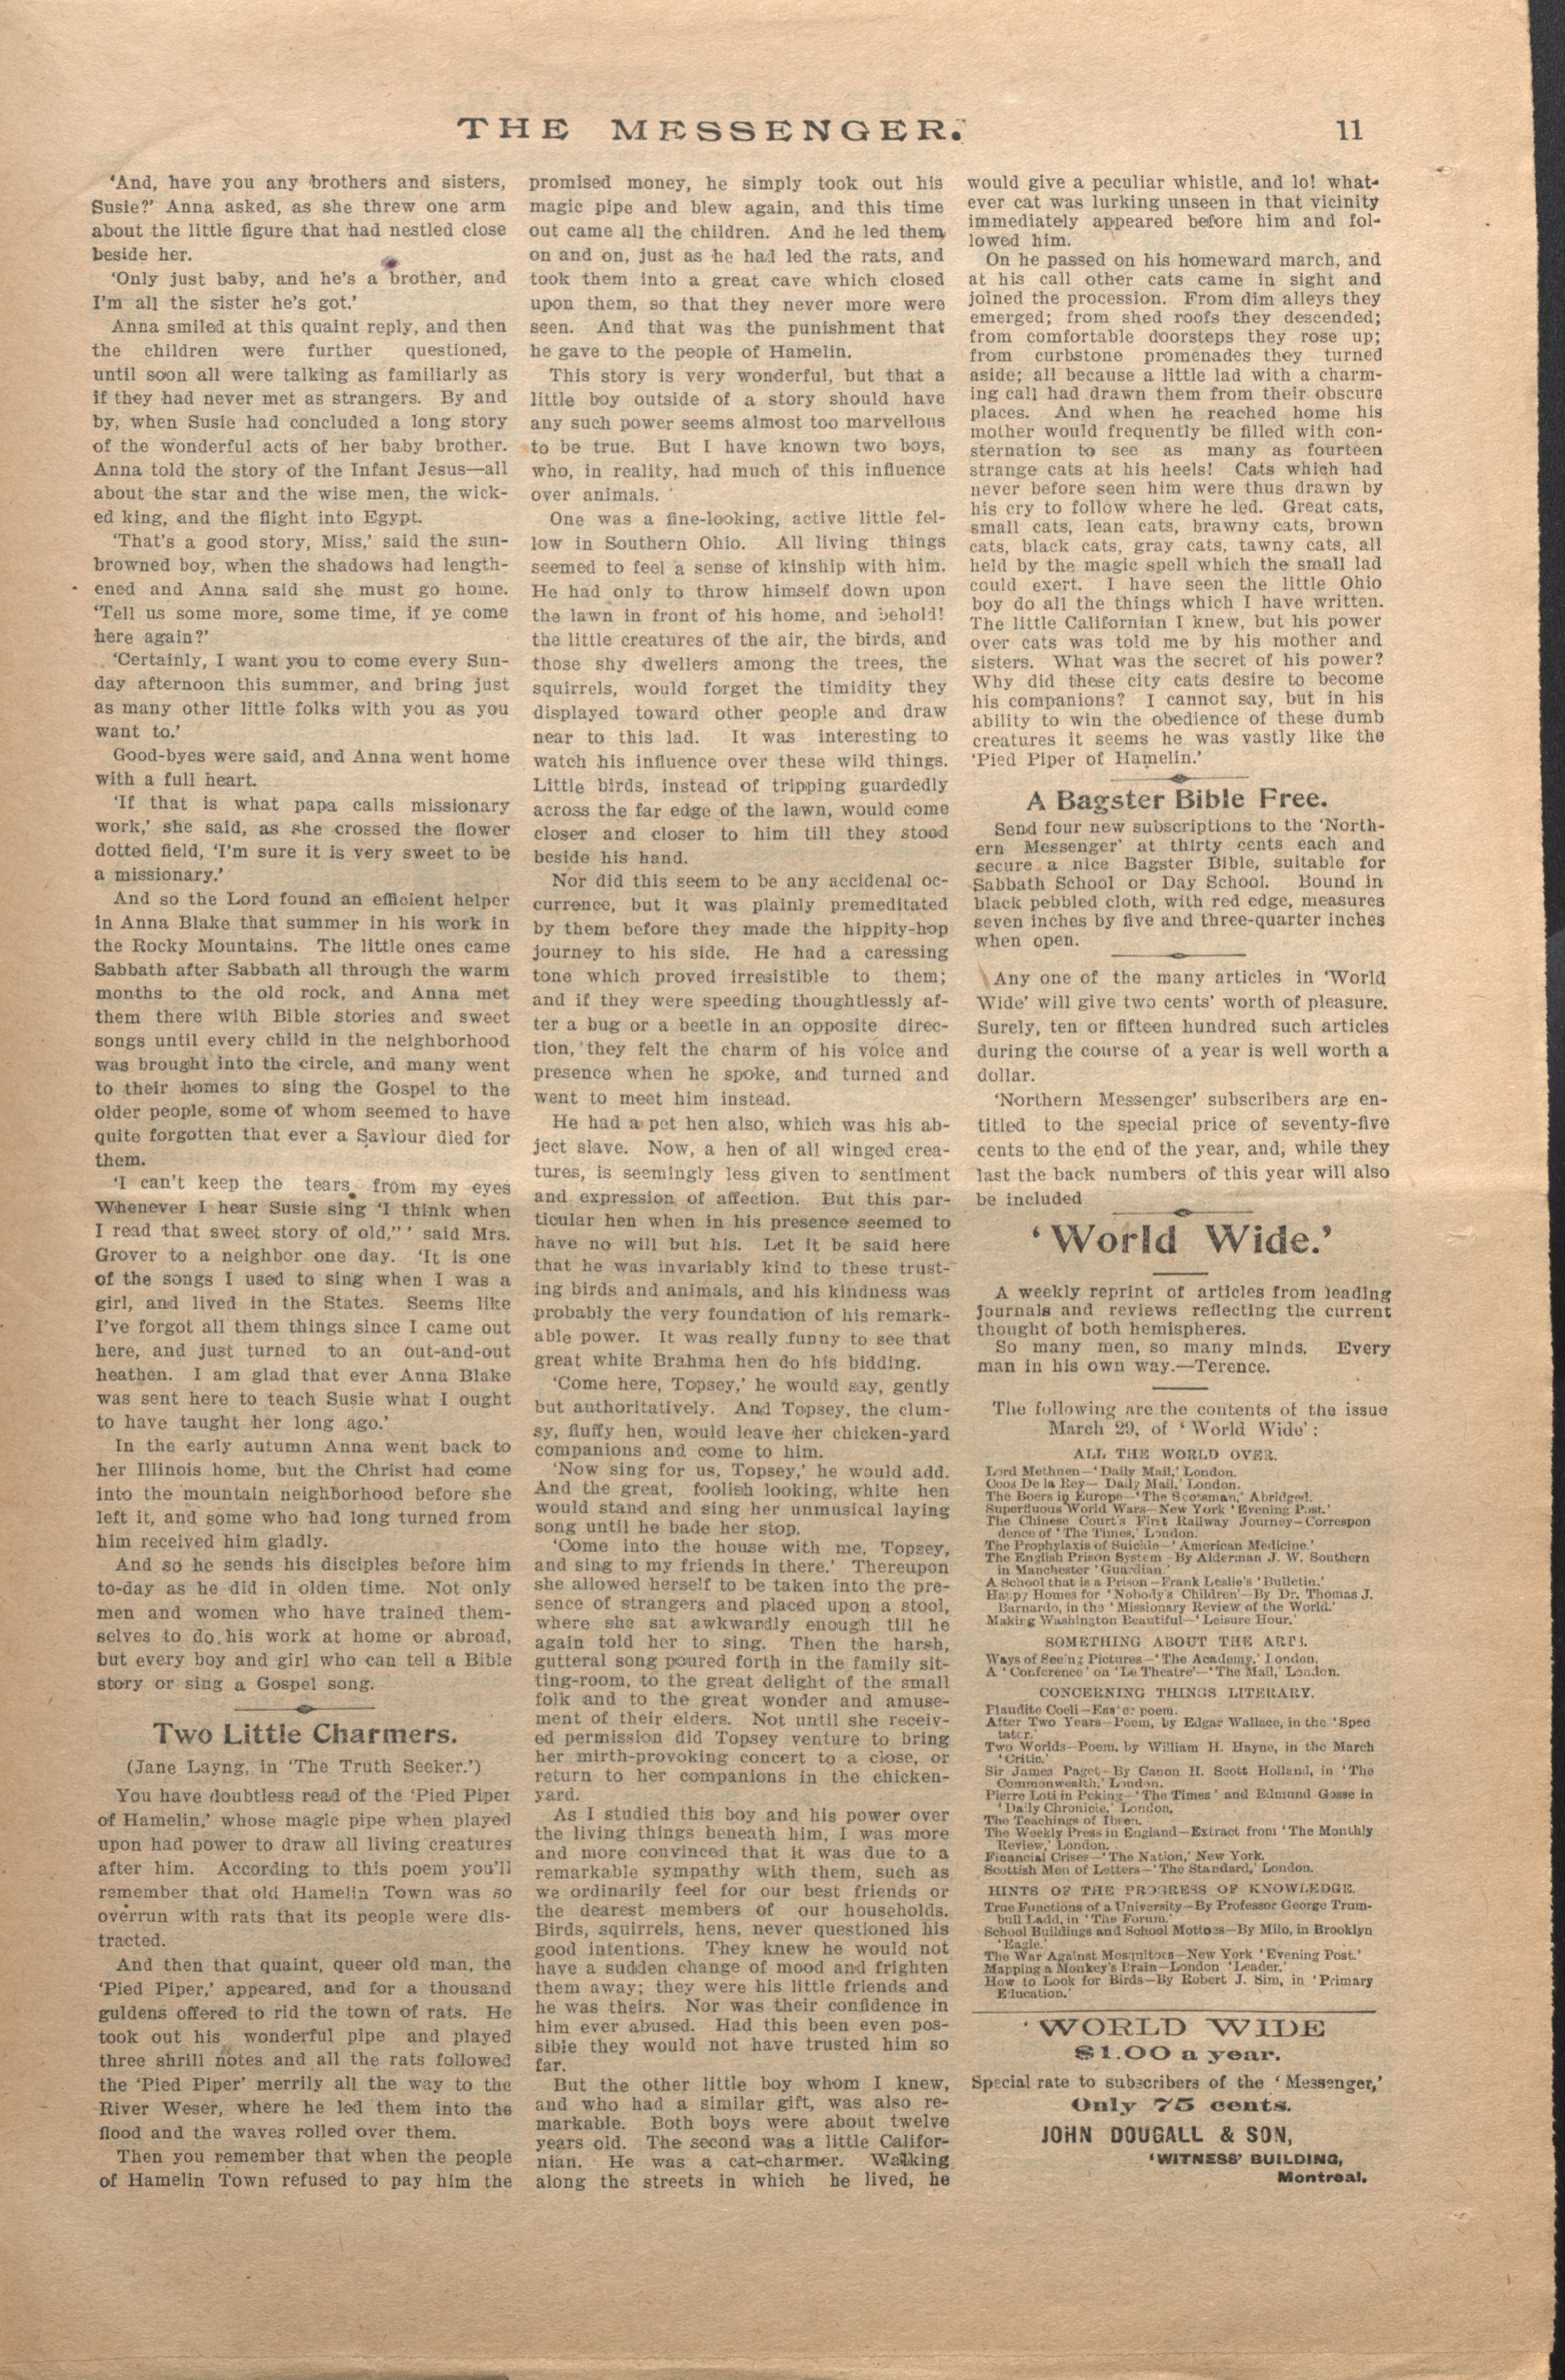 THE MESSENGER.
11
'And, have you any brothers and sisters,
Susie?' Anna asked, as she threw one arm
about the little figure that had nestled close
beside her.
'Only just baby, and he's a brother, and
I'm all the sister he's got.'
Anna smiled at this quaint reply, and then
the children were further questioned,
until soon all were talking as familiarly as
if they had never met as strangers. By and
by, when Susie had concluded a long story
of the wonderful acts of her baby brother.
Anna told the story of the Infant Jesus—all
about the star and the wise men, the wick-
ed king, and the flight into Egypt.
'That's a good story, Miss,' said the sun-
browned boy, when the shadows had length-
ened and Anna said she must go home.
'Tell us some more, some time, if ye come
here again?'
'Certainly, I want you to come every Sun-
day afternoon this summer, and bring just
as many other little folks with you as you
want to.'
Good-byes were said, and Anna went home
with a full heart.
'If that is what papa calls missionary
work,' she said, as she crossed the flower
dotted field, 'I'm sure it is very sweet to be
a missionary.'
And so the Lord found an efficient helper
in Anna Blake that summer in his work in
the Rocky Mountains. The little ones came
Sabbath after Sabbath all through the warm
months to the old rock, and Anna met
them there with Bible stories and sweet
songs until every child in the neighborhood
was brought into the circle, and many went
to their homes to sing the Gospel to the
older people, some of whom seemed to have
quite forgotten that ever a Saviour died for
them.
'I can't keep the tears from my eyes
Whenever I hear Susie sing 'I think when
I read that sweet story of old,"' said Mrs.
Grover to a neighbor one day. 'It is one
of the songs I used to sing when I was a
girl, and lived in the States. Seems like
I've forgot all them things since I came out
here, and just turned to an out-and-out
heathen. I am glad that ever Anna Blake
was sent here to teach Susie what I ought
to have taught her long ago.'
In the early autumn Anna went back to
her Illinois home, but the Christ had come
into the mountain neighborhood before she
left it, and some who had long turned from
him received him gladly.
And so he sends his disciples before him
to-day as he did in olden time. Not only
men and women who have trained them-
selves to do his work at home or abroad,
but every boy and girl who can tell a Bible
story or sing a Gospel song.
Two Little Charmers.
(Jane Layng, in 'The Truth Seeker.')
You have doubtless read of the 'Pied Piper
of Hamelin,' whose magic pipe when played
upon had power to draw all living creatures
after him. According to this poem you'll
remember that old Hamelin Town was so
overrun with rats that its people were dis-
tracted.
And then that quaint, queer old man, the
'Pied Piper,' appeared, and for a thousand
guldens offered to rid the town of rats. He
took out his wonderful pipe and played
three shrill notes and all the rats followed
the 'Pied Piper' merrily all the way to the
River Weser, where he led them into the
flood and the waves rolled over them.
Then you remember that when the people
of Hamelin Town refused to pay him the
promised money, he simply took out his
magic pipe and blew again, and this time
out came all the children. And he led them
on and on, just as he had led the rats, and
took them into a great cave which closed
upon them, so that they never more were
seen. And that was the punishment that
he gave to the people of Hamelin.
This story is very wonderful, but that a
little boy outside of a story should have
any such power seems almost too marvellous
to be true. But I have known two boys,
who, in reality, had much of this influence
over animals.
One was a fine-looking, active little fel-
low in Southern Ohio. All living things
seemed to feel a sense of kinship with him.
He had only to throw himself down upon
the lawn in front of his home, and behold!
the little creatures of the air, the birds, and
those shy dwellers among the trees, the
squirrels, would forget the timidity they
displayed toward other people and draw
near to this lad. It was interesting to
watch his influence over these wild things.
Little birds, instead of tripping guardedly
across the far edge of the lawn, would come
closer and closer to him till they stood
beside his hand.
Nor did this seem to be any accidenal oc-
currence, but it was plainly premeditated
by them before they made the hippity-hop
journey to his side. He had a caressing
tone which proved irresistible to them;
and if they were speeding thoughtlessly af-
ter a bug or a beetle in an opposite direc-
tion, they felt the charm of his voice and
presence when he spoke, and turned and
went to meet him instead.
He had a pet hen also, which was his ab-
ject slave. Now, a hen of all winged crea-
tures, is seemingly less given to sentiment
and expression of affection. But this par-
ticular hen when in his presence seemed to
have no will but his. Let it be said here
that he was invariably kind to these trust-
ing birds and animals, and his kindness was
probably the very foundation of his remark-
able power. It was really funny to see that
great white Brahma hen do his bidding.
'Come here, Topsey,' he would say, gently
but authoritatively. And Topsey, the clum-
sy, fluffy hen, would leave her chicken-yard
companions and come to him.
'Now sing for us, Topsey,' he would add.
And the great, foolish looking, white hen
would stand and sing her unmusical laying
song until he bade her stop.
'Come into the house with me, Topsey,
and sing to my friends in there.' Thereupon
she allowed herself to be taken into the pre-
sence of strangers and placed upon a stool,
where she sat awkwardly enough till he
again told her to sing. Then the harsh,
gutteral song poured forth in the family sit-
ting-room, to the great delight of the small
folk and to the great wonder and amuse-
ment of their elders. Not until she receiv-
ed permission did Topsey venture to bring
her mirth-provoking concert to a close, or
return to her companions in the chicken-
yard.
As I studied this boy and his power over
the living things beneath him, I was more
and more convinced that it was due to a
remarkable sympathy with them, such as
we ordinarily feel for our best friends or
the dearest members of our households.
Birds, squirrels, hens, never questioned his
good intentions. They knew he would not
have a sudden change of mood and frighten
them away; they were his little friends and
he was theirs. Nor was their confidence in
him ever abused. Had this been even pos-
sible they would not have trusted him so
far.
But the other little boy whom I knew,
and who had a similar gift, was also re-
markable. Both boys were about twelve
years old. The second was a little Califor-
nian. He was a cat-charmer. Walking
along the streets in which he lived, he
would give a peculiar whistle, and lo! what-
ever cat was lurking unseen in that vicinity
immediately appeared before him and fol-
lowed him.
On he passed on his homeward march, and
at his call other cats came in sight and
joined the procession. From dim alleys they
emerged; from shed roofs they descended;
from comfortable doorsteps they rose up;
from curbstone promenades they turned
aside; all because a little lad with a charm-
ing call had drawn them from their obscure
places. And when he reached home his
mother would frequently be filled with con-
sternation to see as many as fourteen
strange cats at his heels! Cats which had
never before seen him were thus drawn by
his cry to follow where he led. Great cats,
small cats, lean cats, brawny cats, brown
cats, black cats, gray cats, tawny cats, all
held by the magic spell which the small lad
could exert. I have seen the little Ohio
boy do all the things which I have written.
The little Californian I knew, but his power
over cats was told me by his mother and
sisters. What was the secret of his power?
Why did these city cats desire to become
his companions? I cannot say, but in his
ability to win the obedience of these dumb
creatures it seems he was vastly like the
'Pied Piper of Hamelin.'
A Bagster Bible Free.
Send four new subscriptions to the 'North-
ern Messenger' at thirty cents each and
secure a nice Bagster Bible, suitable for
Sabbath School or Day School. Bound in
black pebbled cloth, with red edge, measures
seven inches by five and three-quarter inches
when open.
Any one of the many articles in 'World
Wide' will give two cents' worth of pleasure.
Surely, ten or fifteen hundred such articles
during the course of a year is well worth a
dollar.
'Northern Messenger' subscribers are en-
titled to the special price of seventy-five
cents to the end of the year, and, while they
last the back numbers of this year will also
be included
'World Wide.'
A weekly reprint of articles from leading
journals and reviews reflecting the current
thought of both hemispheres.
So many men, so many minds. Every
man in his own way.—Terence.
The following are the contents of the issue
March 29, of 'World Wide':
ALL THE WORLD OVER.
Lord Methuen—'Daily Mail,' London.
Coos De la Rey—Daily Mail,' London.
The Boers in Europe—'The Scotsman,' Abridged.
Superfluous World Wars—New York 'Evening Post.'
The Chinese Court's First Railway Journey—Correspon
dence of 'The Times,' London.
The Prophylaxis of Suicide—'American Medicine.'
The English Prison System—By Alderman J. W. Southern
in Manchester 'Guardian.'
A School that is a Prison—Frank Leslie's 'Bulletin.'
Happy Homes for 'Nobody's Children'—By Dr. Thomas J.
Barnardo, in the 'Missionary Review of the World.'
Making Washington Beautiful—'Leisure Hour.'
SOMETHING ABOUT THE ARTS.
Ways of Seeing Pictures—'The Academy,' London.
A 'Conference' on 'Le Theatre'—'The Mail,' London.
CONCERNING THINGS LITERARY.
Plaudite Coeli—Easter poem.
After Two Years—Poem, by Edgar Wallace, in the 'Spec
tator.'
Two Worlds—Poem, by William H. Hayne, in the March
'Critic.'
Sir James Paget—By Canon H. Scott Holland, in 'The
Commonwealth,' London.
Pierre Loti in Peking—'The Times' and Edmund Gosse in
'Daily Chronicle,' London.
The Teachings of Ibsen.
The Weekly Press in England—Extract from 'The Monthly
Review,' London.
Financial Crises—'The Nation,' New York.
Scottish Men of Letters—'The Standard,' London.
HINTS OF THE PROGRESS OF KNOWLEDGE.
True Functions of a University—By Professor George Trum-
bull Ladd, in 'The Forum.'
School Buildings and School Mottoes—By Milo, in Brooklyn
'Eagle.'
The War Against Mosquitoes—New York 'Evening Post.'
Mapping a Monkey's Brain—London 'Leader.'
How to Look for Birds—By Robert J. Sim, in 'Primary
Education.'
'WORLD WIDE
$1.00 a year.
Special rate to subscribers of the 'Messenger,'
Only 75 cents.
JOHN DOUGALL & SON,
'WITNESS' BUILDING,
Montreal.